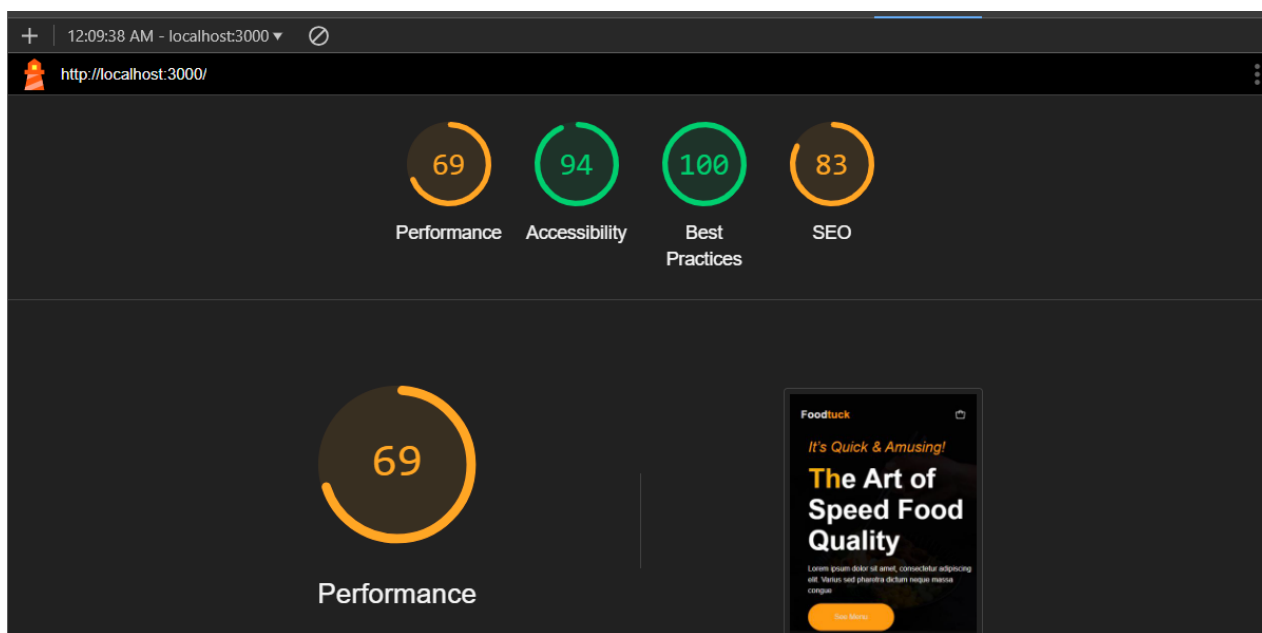 12:09:38 AM - localhost:3000 ▾
http://localhost:3000/
69
94
100
83
Performance
Accessibility
Best
Practices
SEO
69
Performance
Foodtuck
It's Quick & Amusing!
The Art of
Speed Food
Quality
Lorem ipsum dolor sit amet, consectetur adipiscing
elit. Varius sed pharetra dictum neque massa
congue
See Menu